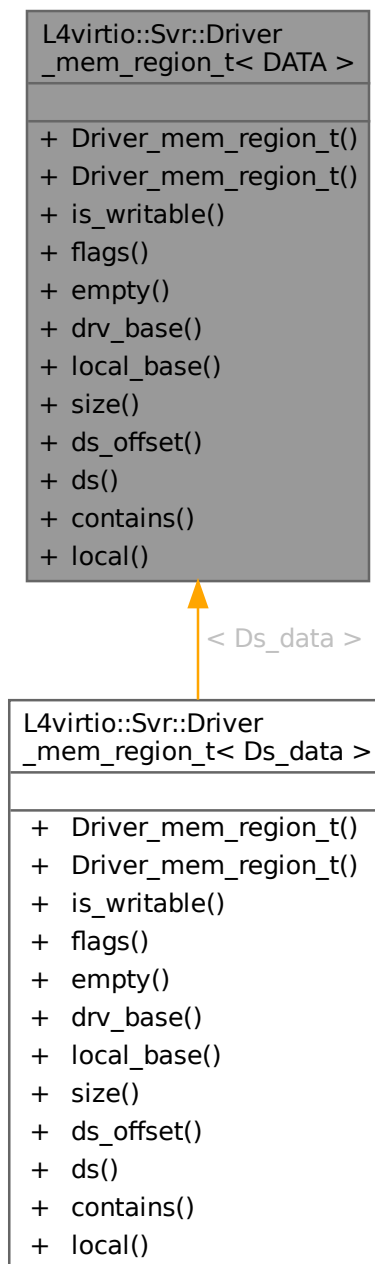 L4virtio::Svr::Driver
_mem_region_t< DATA >
+ Driver_mem_region_t()
+ Driver_mem_region_t()
+ is_writable()
+ flags()
+ empty()
+ drv_base()
+ local_base()
+ size()
+ ds_offset()
+ ds()
+ contains()
+ local()
< Ds_data >
L4virtio::Svr::Driver
_mem_region_t< Ds_data >
+ Driver_mem_region_t()
+ Driver_mem_region_t()
+ is_writable()
+ flags()
+ empty()
+ drv_base()
+ local_base()
+ size()
+ ds_offset()
+ ds()
+ contains()
+ local()